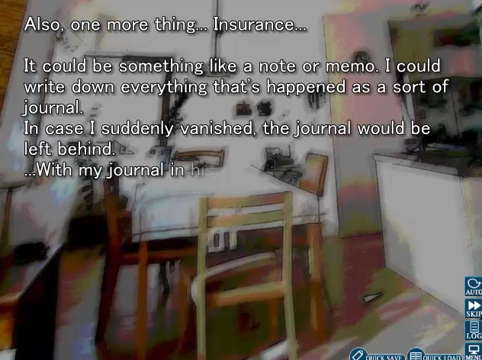 Also, one more thing... Insurance...
It could be something like a note or memo. I could
write down everything that's happened as a sort of
journal.
In case I suddenly vanished, the journal would be
left behind.
...With my journal in hi
AUTO
SKIP
LOG
MENU
QUICK SAVE
QUICK LOAD